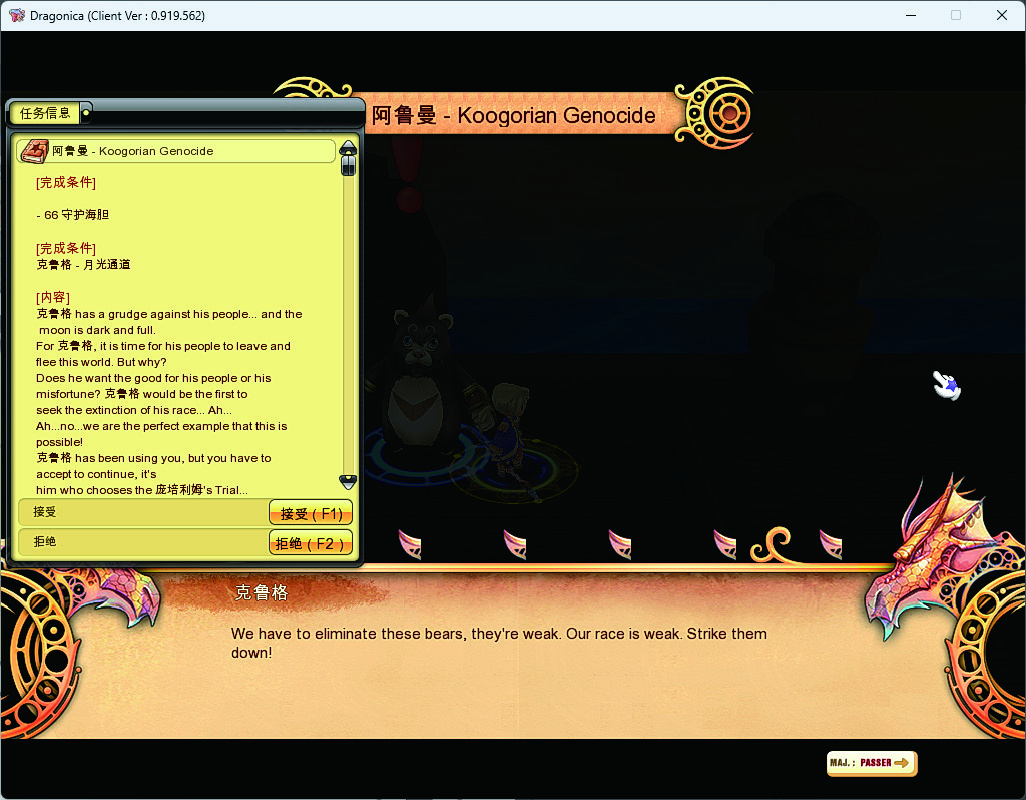 Dragonica (Client Ver : 0.919.562)
阿鲁曼 - Koogorian Genocide
任务信息
阿鲁曼 - Koogorian Genocide
[完成条件]
- 66 守护海胆
[完成条件]
克鲁格 - 月光通道
[内容]
克鲁格 has a grudge against his people... and the
moon is dark and full.
For 克鲁格, it is time for his people to leave and
flee this world. But why?
Does he want the good for his people or his
misfortune? 克鲁格 would be the first to
seek the extinction of his race... Ah...
Ah...no...we are the perfect example that this is
possible!
克鲁格 has been using you, but you have to
accept to continue, it's
him who chooses the 庞培利姆's Trial...
接受
接受 ( F1)
拒绝
拒绝 ( F2 )
克鲁格
We have to eliminate these bears, they're weak. Our race is weak. Strike them
down!
MAJ. : PASSER